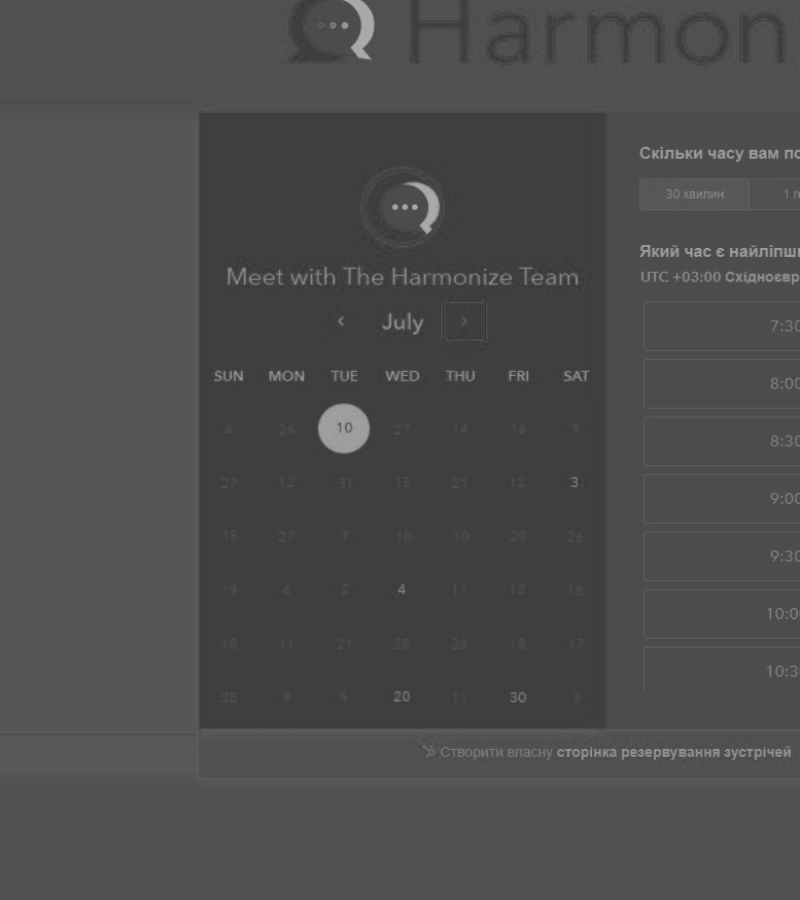 Harmon
Meet with The Harmonize Team
July
SUN MON TUE WED THU FRI SAT
6 26 10 27 14 16 9
27 12 31 15 21 12 3
15 27 7 10 10 29 26
19 4 2 4 11 12 18
18 11 21 25 26 18 17
28 8 5 20 11 30 3
Скільки часу вам по
30 хвилин 1 г
Який час є найліпши
UTC +03:00 Східноєвр
7:30
8:00
8:30
9:00
9:30
10:0
10:3
Створити власну сторінка резервування зустрічей